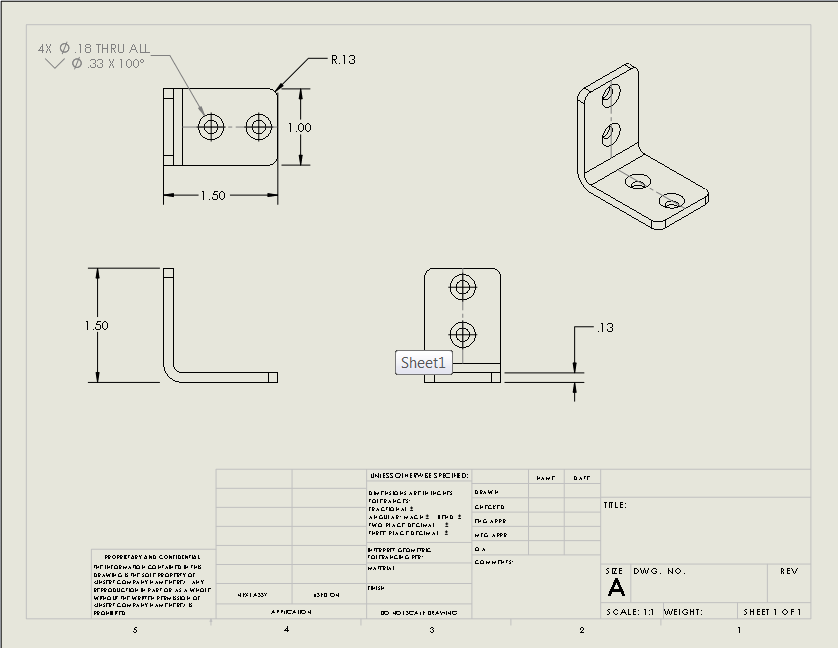 4X Ø .18 THRU ALL
Ø .33 X 100°
R.13
1.00
1.50
1.50
Sheet1
.13
UNLESS OTHERWISE SPECIFIED:
NAME
DATE
DIMENSIONS ARE IN INCHES
TOLERANCES:
FRACTIONAL ±
ANGULAR: MACH ± BEND ±
TWO PLACE DECIMAL ±
THREE PLACE DECIMAL ±
DRAWN
CHECKED
ENG APPR.
MFG APPR.
Q.A.
COMMENTS:
TITLE:
INTERPRET GEOMETRIC
TOLERANCING PER:
MATERIAL
FINISH
PROPRIETARY AND CONFIDENTIAL
THE INFORMATION CONTAINED IN THIS
DRAWING IS THE SOLE PROPERTY OF
<INSERT COMPANY NAME HERE>. ANY
REPRODUCTION IN PART OR AS A WHOLE
WITHOUT THE WRITTEN PERMISSION OF
<INSERT COMPANY NAME HERE> IS
PROHIBITED.
NEXT ASSY
USED ON
APPLICATION
DO NOT SCALE DRAWING
SIZE
A
DWG. NO.
REV
SCALE: 1:1
WEIGHT:
SHEET 1 OF 1
5
4
3
2
1